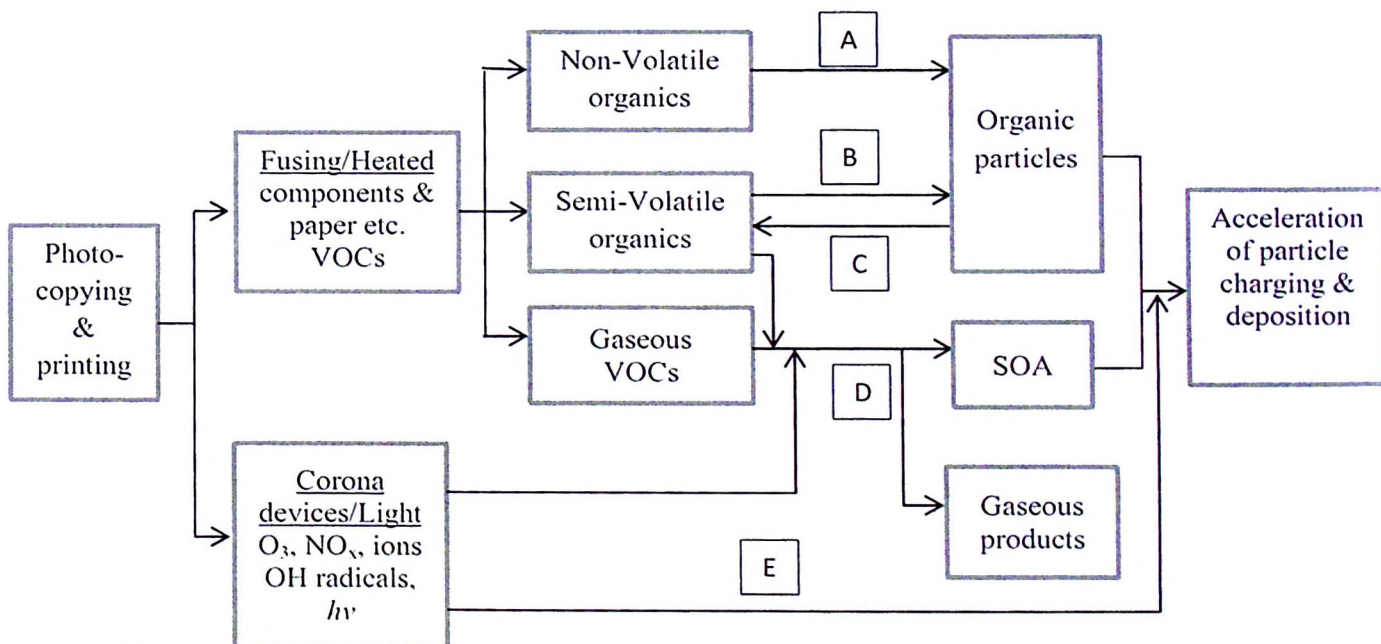 Photo-
copying
&
printing
Fusing/Heated
components &
paper etc.
VOCs
Corona
devices/Light
O₃, NOₓ, ions
OH radicals,
hν
Non-Volatile
organics
Semi-Volatile
organics
Gaseous
VOCs
A
B
C
D
E
Organic
particles
SOA
Gaseous
products
Acceleration
of particle
charging &
deposition